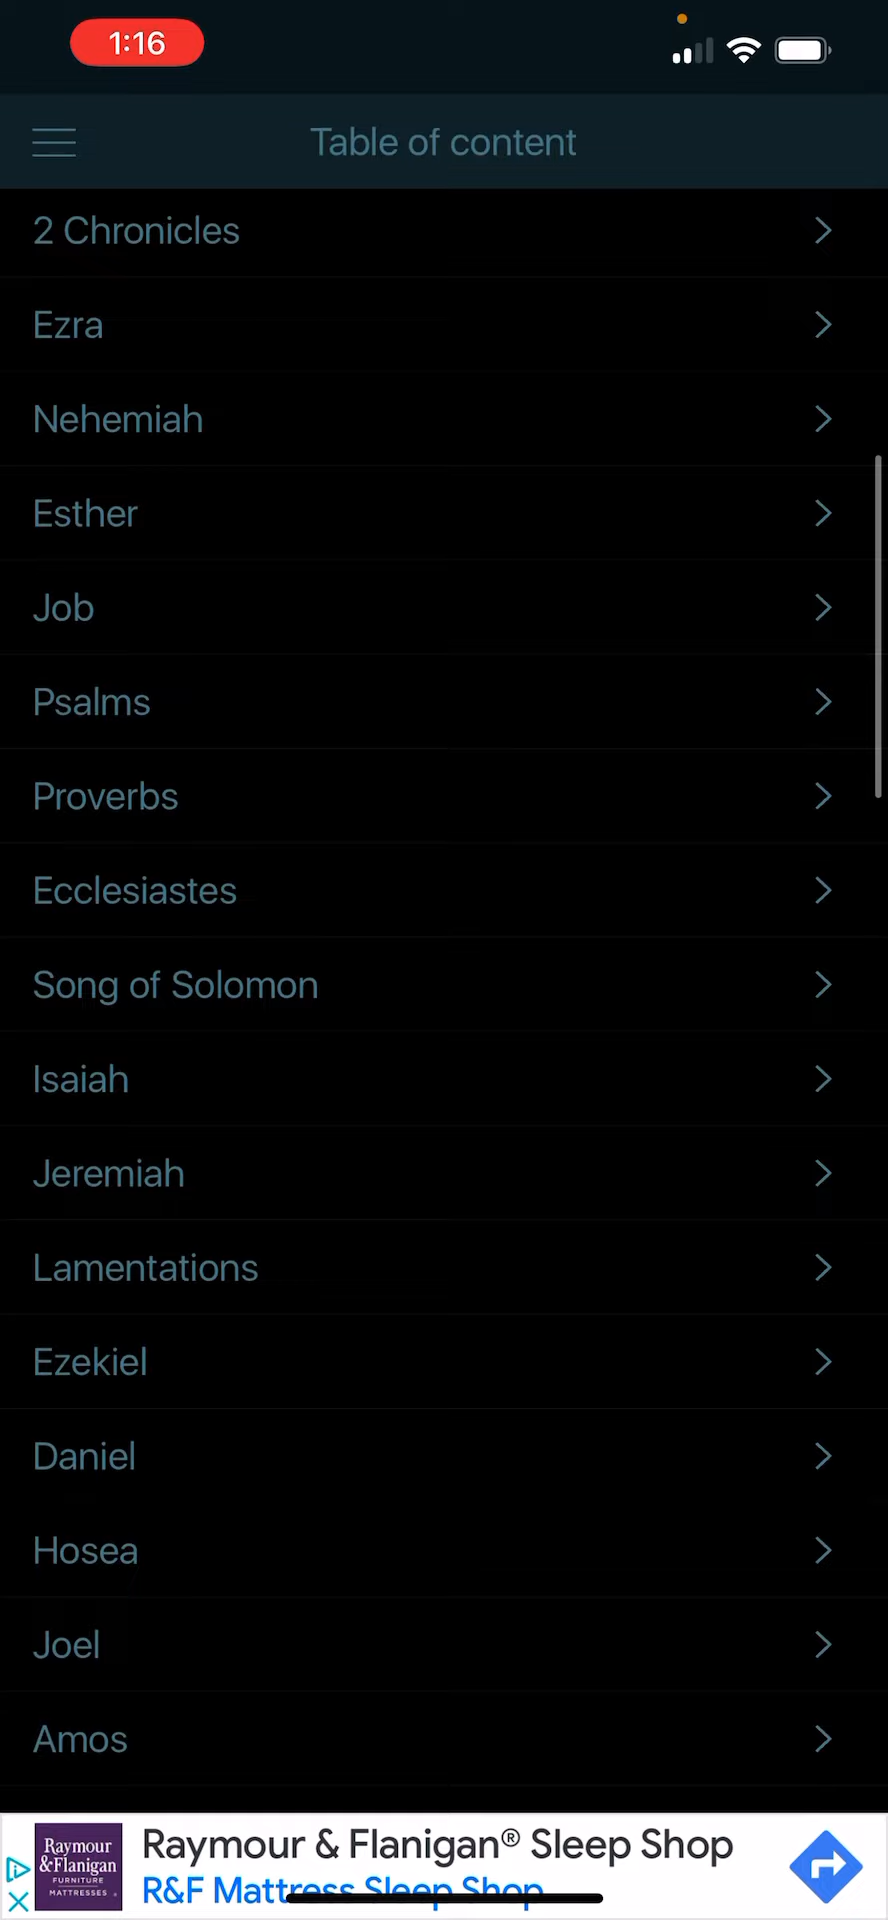 1:16
Table of content
2 Chronicles
Ezra
Nehemiah
Esther
Job
Psalms
Proverbs
Ecclesiastes
Song of Solomon
Isaiah
Jeremiah
Lamentations
Ezekiel
Daniel
Hosea
Joel
Amos
Raymour
&Flanigan
FURNITURE
MATTRESSES
Raymour & Flanigan® Sleep Shop
R&F Mattress Sleep Shop